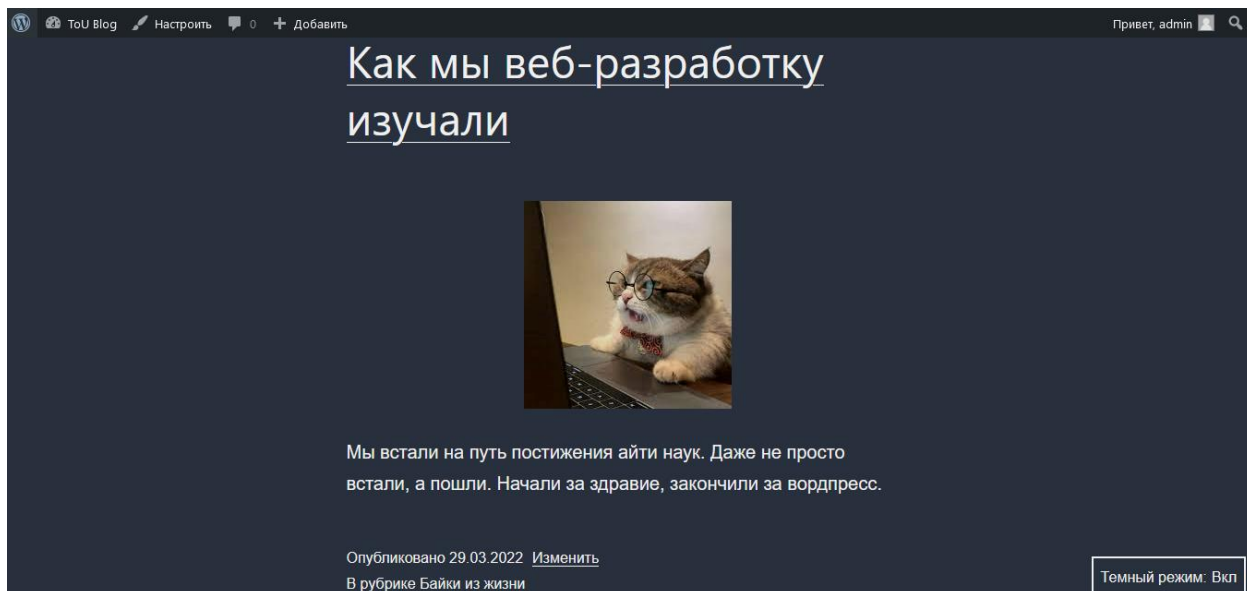 ToU Blog Настроить 0 Добавить Привет, admin
Как мы веб-разработку
изучали
Мы встали на путь постижения айти наук. Даже не просто
встали, а пошли. Начали за здравие, закончили за вордпресс.
Опубликовано 29.03.2022 Изменить
В рубрике Байки из жизни
Темный режим: Вкл